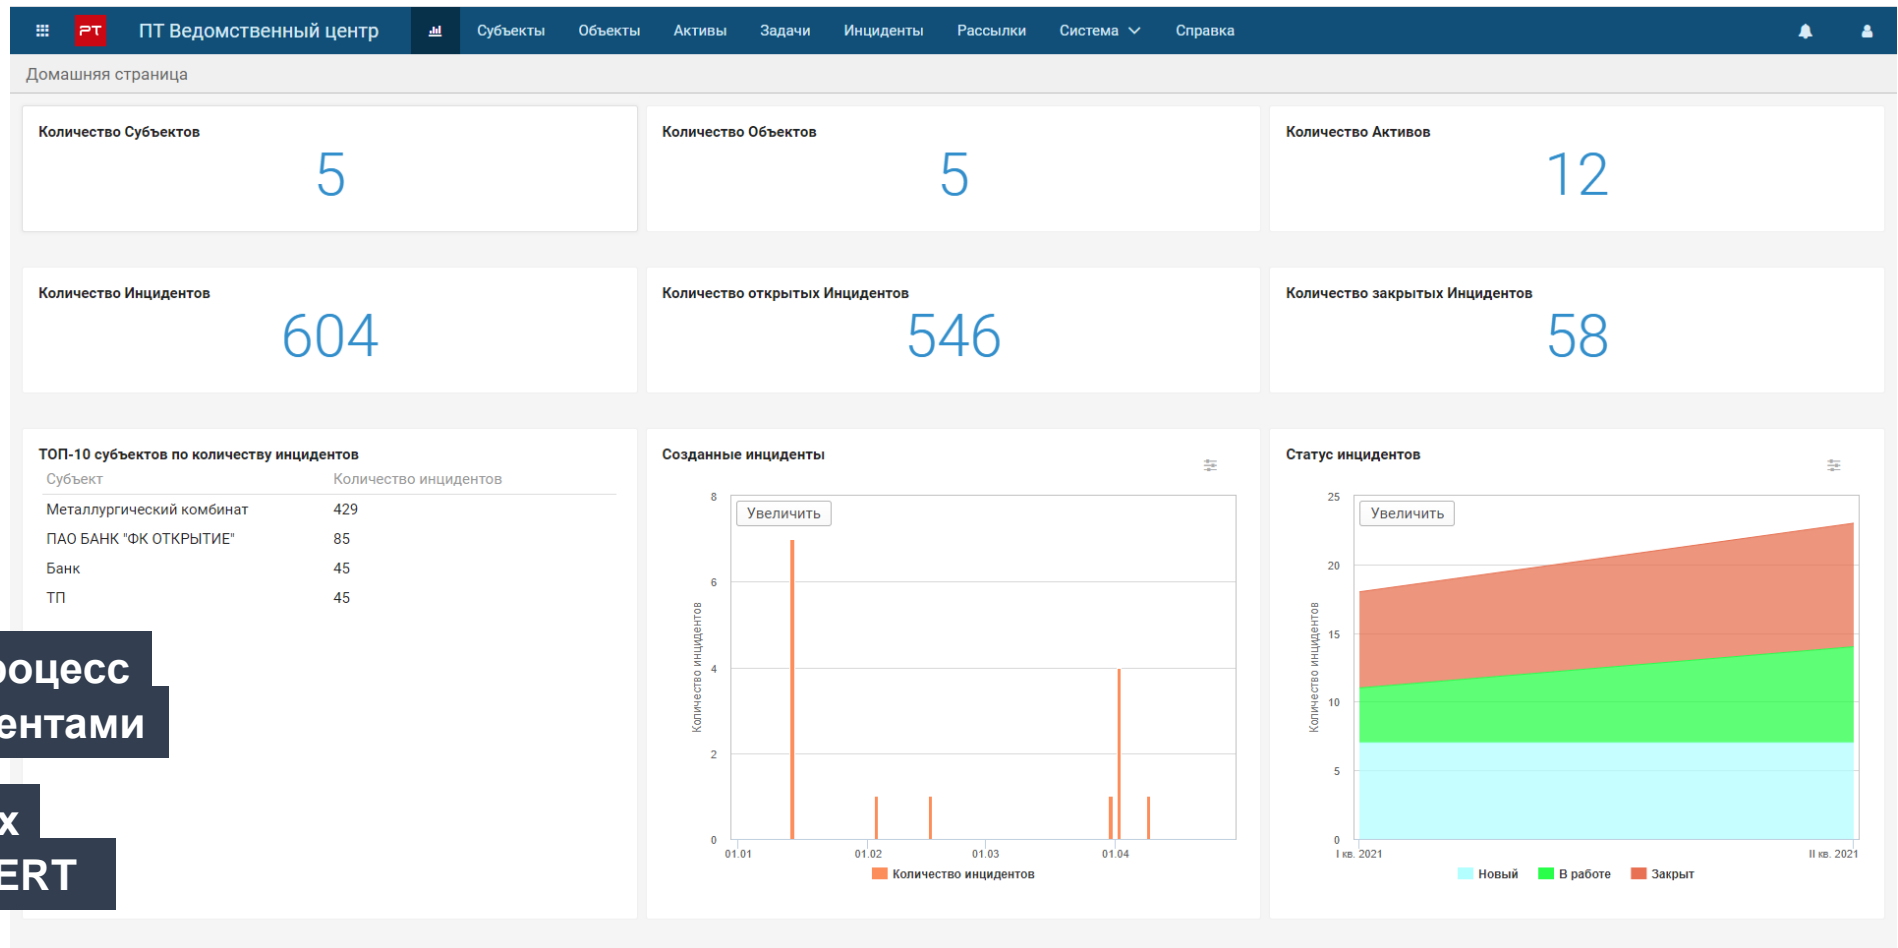 PT ПТ Ведомственный центр Субъекты Объекты Активы Задачи Инциденты Рассылки Система Справка
Домашняя страница
Количество Субъектов
5
Количество Объектов
5
Количество Активов
12
Количество Инцидентов
604
Количество открытых Инцидентов
546
Количество закрытых Инцидентов
58
ТОП-10 субъектов по количеству инцидентов
Субъект Количество инцидентов
Металлургический комбинат 429
ПАО БАНК "ФК ОТКРЫТИЕ" 85
Банк 45
ТП 45
роцесс
ентами
х
ERT
Созданные инциденты
Увеличить
8
6
4
2
0
Количество инцидентов
01.01 01.02 01.03 01.04
Количество инцидентов
Статус инцидентов
Увеличить
25
20
15
10
5
0
Количество инцидентов
I кв. 2021 II кв. 2021
Новый В работе Закрыт